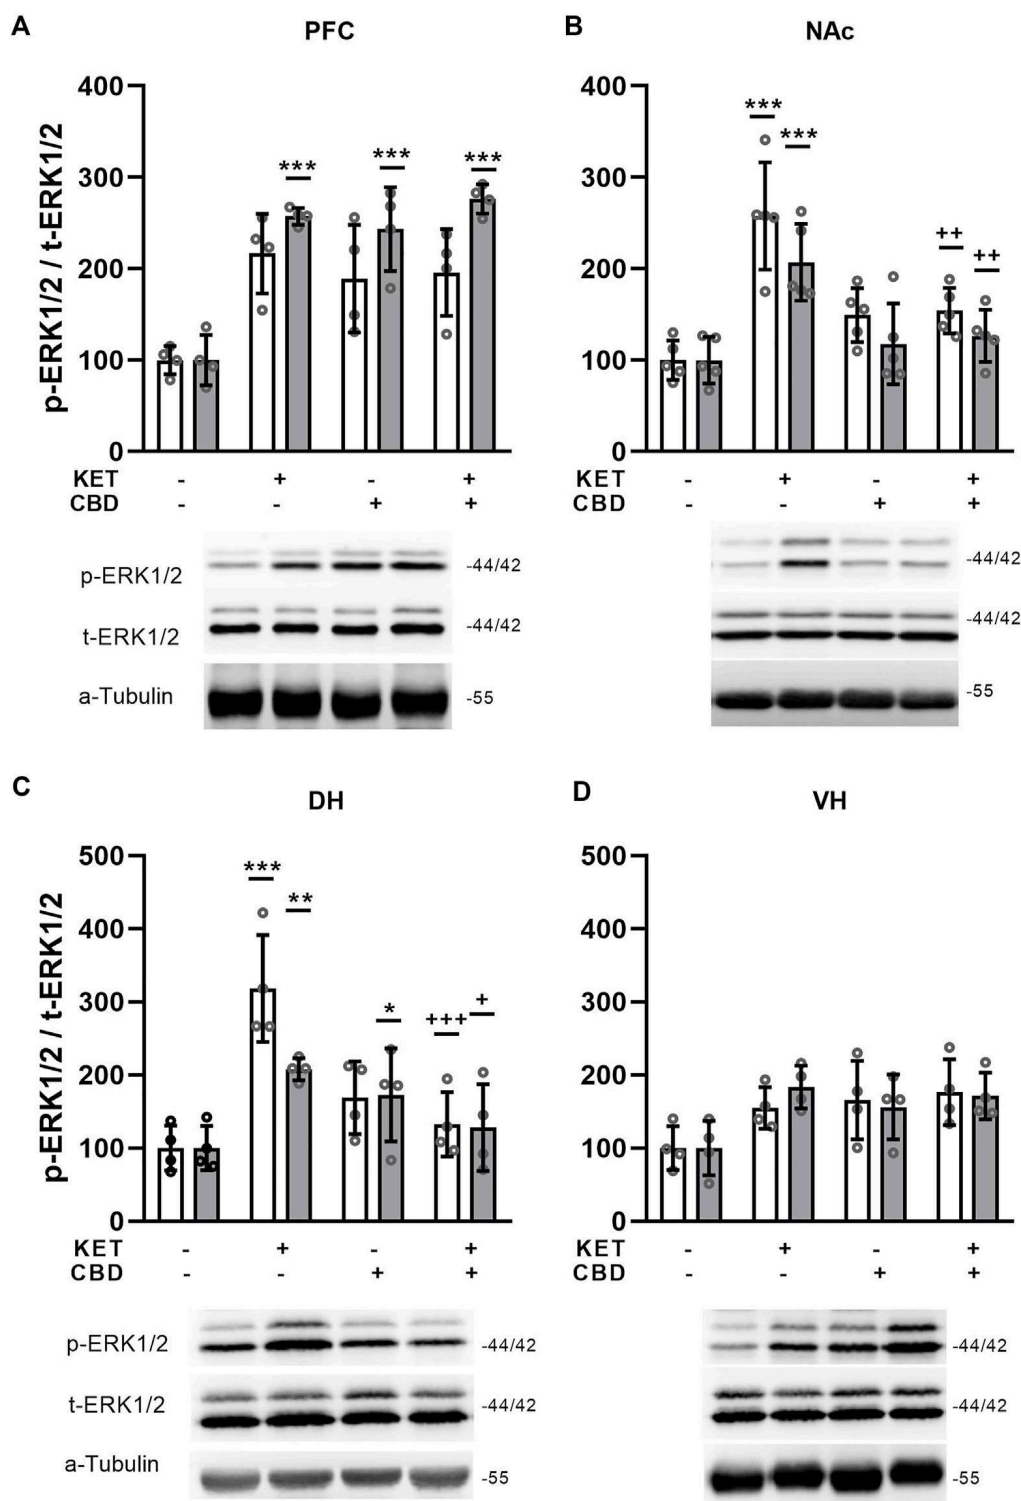 A
PFC
p-ERK1/2 / t-ERK1/2
400
300
200
100
0
***
***
***
KET - + - +
CBD - - + +
p-ERK1/2
-44/42
t-ERK1/2
-44/42
a-Tubulin
-55
B
NAc
400
300
200
100
0
***
***
++
++
KET - + - +
CBD - - + +
-44/42
-44/42
-55
C
DH
p-ERK1/2 / t-ERK1/2
500
400
300
200
100
0
***
**
*
+++
+
KET - + - +
CBD - - + +
p-ERK1/2
-44/42
t-ERK1/2
-44/42
a-Tubulin
-55
D
VH
500
400
300
200
100
0
KET - + - +
CBD - - + +
-44/42
-44/42
-55